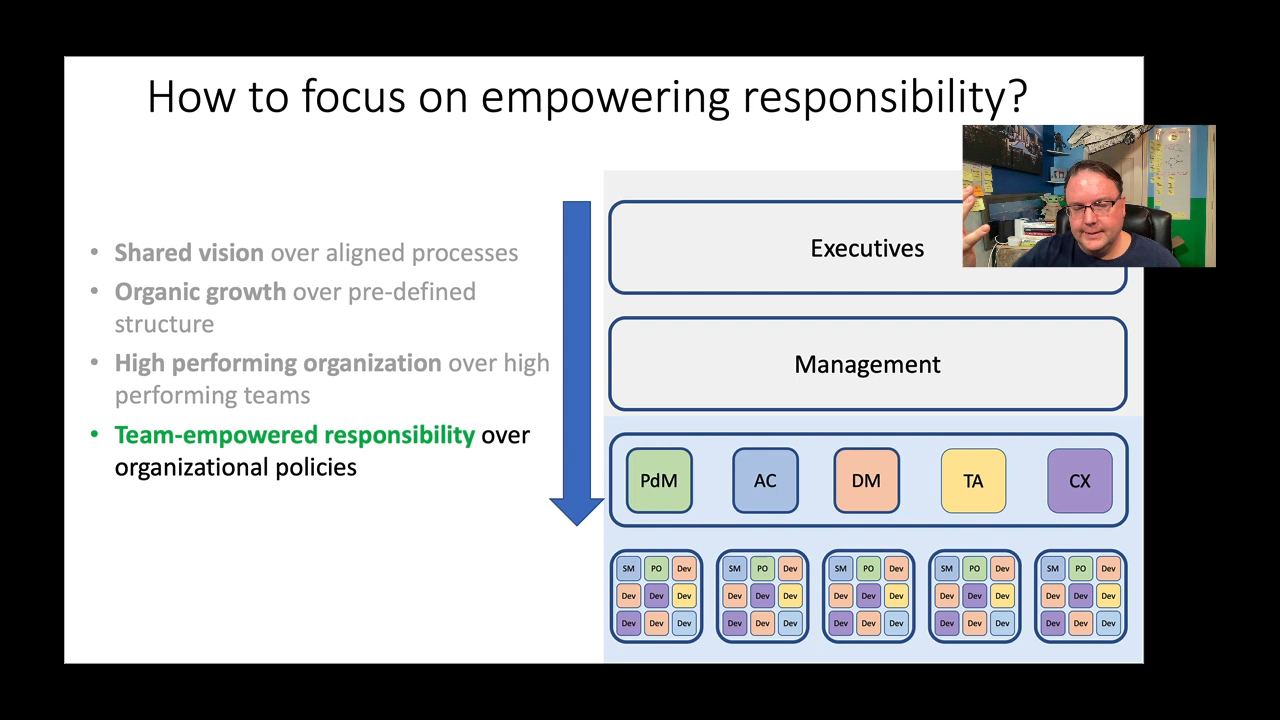 How to focus on empowering responsibility?
• Shared vision over aligned processes
• Organic growth over pre-defined
structure
• High performing organization over high
performing teams
• Team-empowered responsibility over
organizational policies
Executives
Management
PdM AC DM TA CX
SM PO Dev SM PO Dev SM PO Dev SM PO Dev SM PO Dev
Dev Dev Dev Dev Dev Dev Dev Dev Dev Dev Dev Dev Dev Dev Dev
Dev Dev Dev Dev Dev Dev Dev Dev Dev Dev Dev Dev Dev Dev Dev